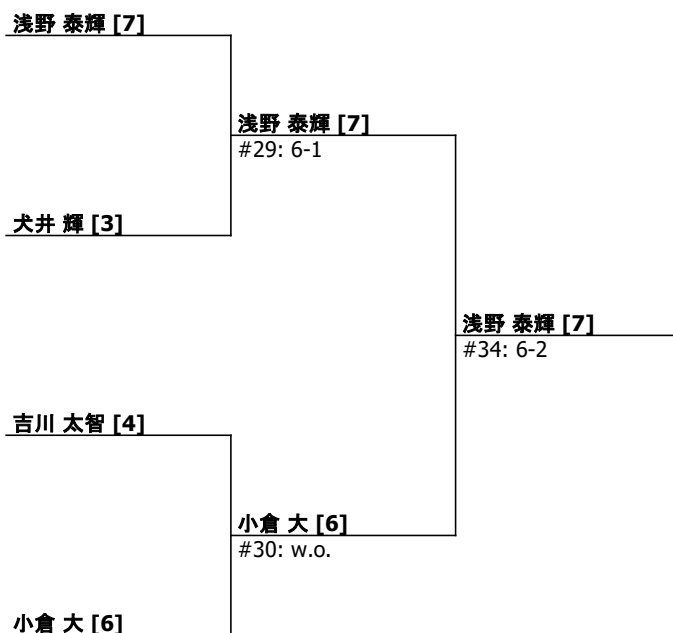 浅野 泰輝 [7]
浅野 泰輝 [7]
#29: 6-1
犬井 輝 [3]
浅野 泰輝 [7]
#34: 6-2
吉川 太智 [4]
小倉 大 [6]
#30: w.o.
小倉 大 [6]